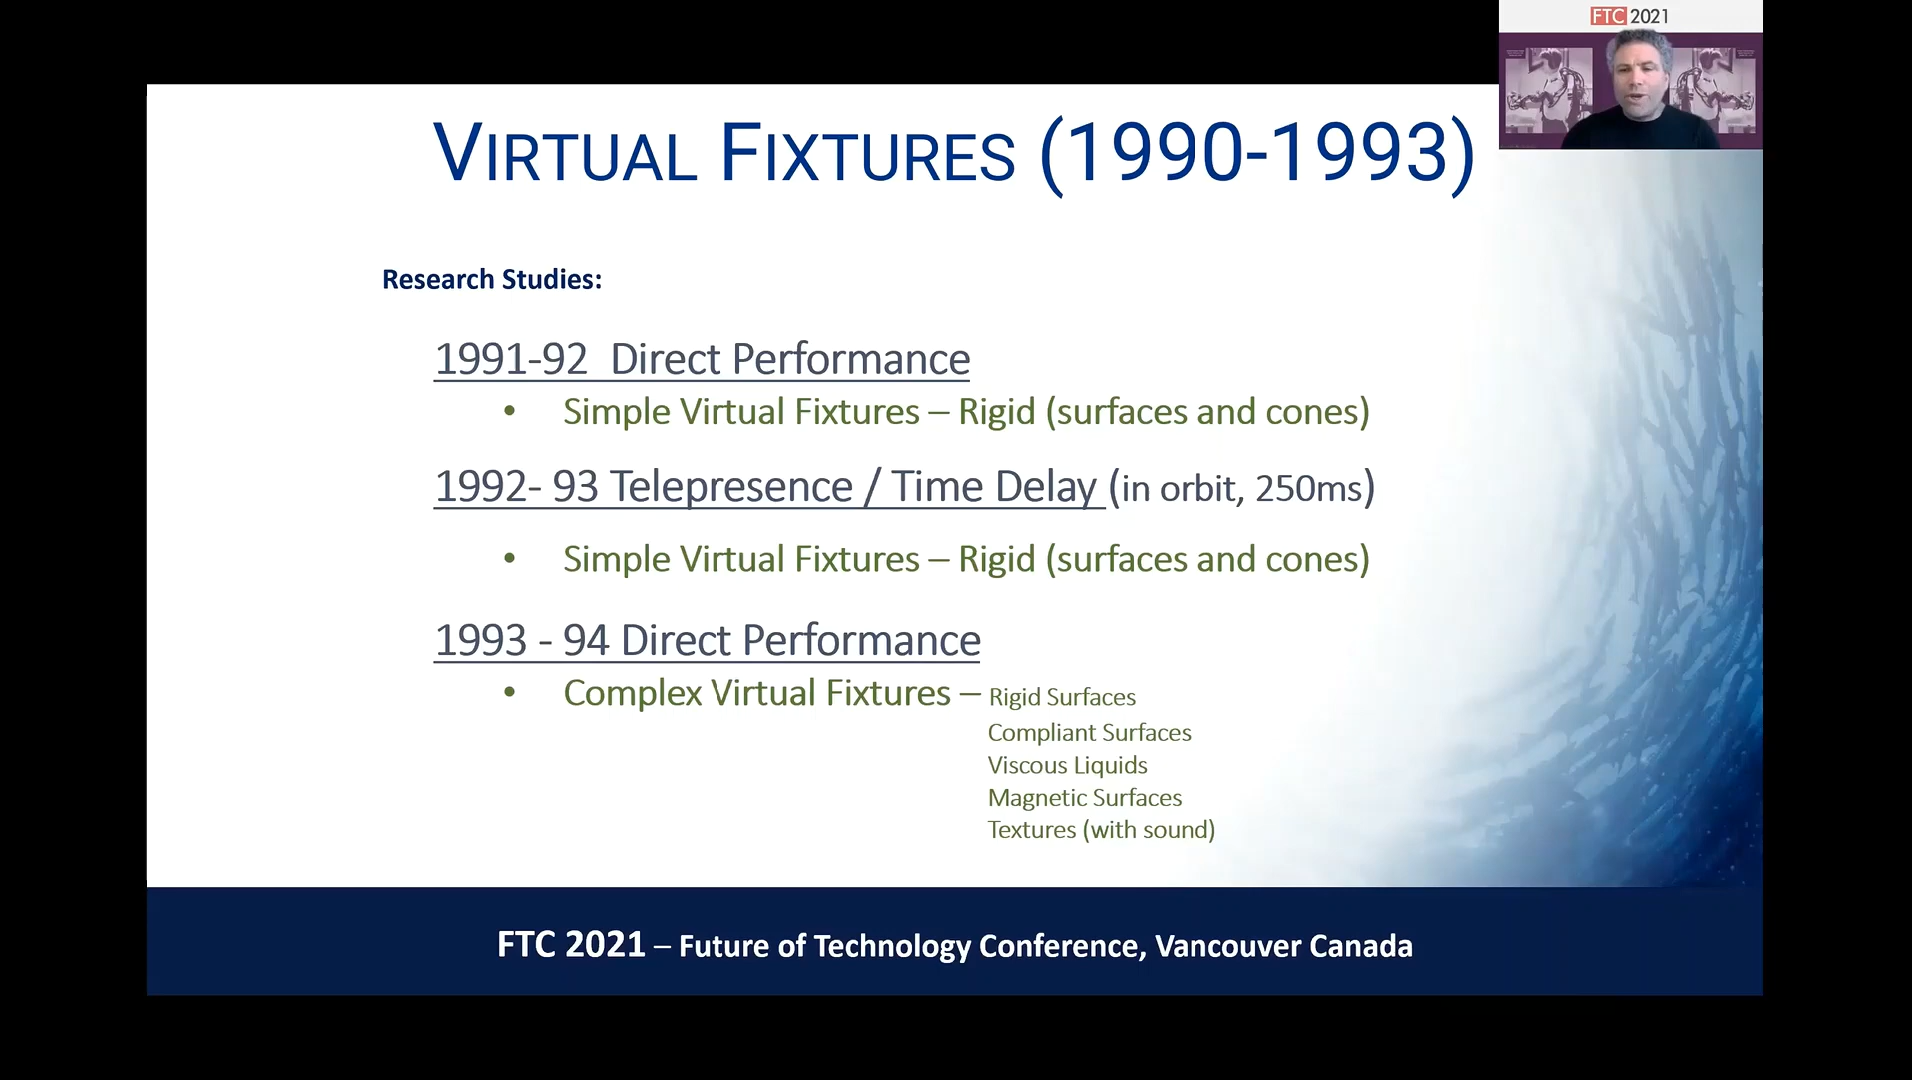 FTC 2021
VIRTUAL FIXTURES (1990-1993)
Research Studies:
1991-92 Direct Performance
• Simple Virtual Fixtures – Rigid (surfaces and cones)
1992- 93 Telepresence / Time Delay (in orbit, 250ms)
• Simple Virtual Fixtures – Rigid (surfaces and cones)
1993 - 94 Direct Performance
• Complex Virtual Fixtures – Rigid Surfaces
Compliant Surfaces
Viscous Liquids
Magnetic Surfaces
Textures (with sound)
FTC 2021 – Future of Technology Conference, Vancouver Canada